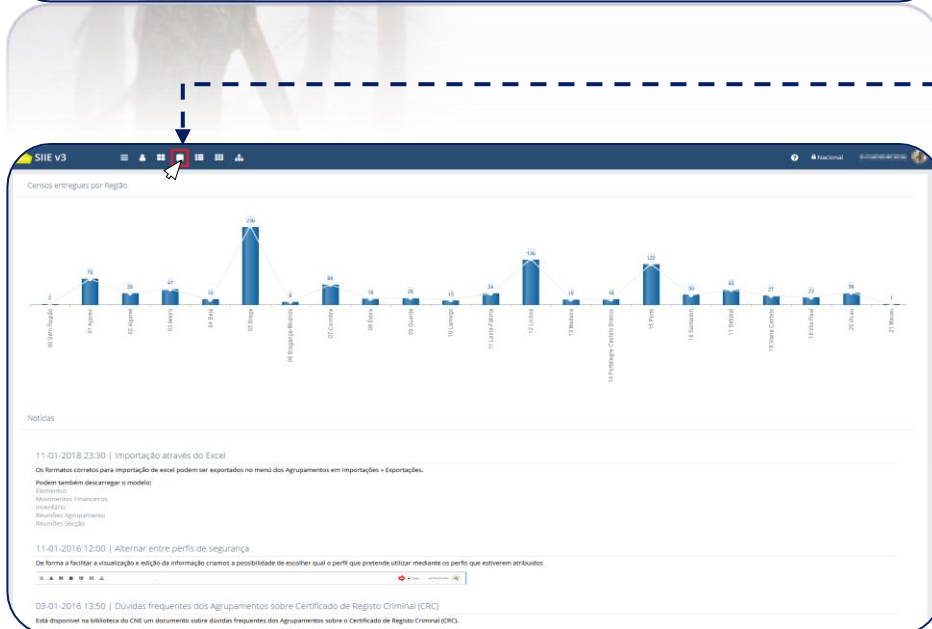 SIIE v3
Nacional
Censos entregues por Região
2
73
33
47
10
236
8
84
16
20
13
34
136
15
16
122
30
44
27
22
36
1
00 Sem Região
01 Açores
02 Algarve
03 Aveiro
04 Beja
05 Braga
06 Bragança-Miranda
07 Coimbra
08 Évora
09 Guarda
10 Lamego
11 Leiria-Fátima
12 Lisboa
13 Madeira
14 Portalegre-Castelo Branco
15 Porto
16 Santarém
17 Setúbal
18 Viana Castelo
19 Vila Real
20 Viseu
21 Macau
Notícias
11-01-2018 23:30 | Importação através do Excel
Os formatos corretos para importação de excel podem ser exportados no menú dos Agrupamentos em Importações » Exportações.
Podem também descarregar o modelo:
Elementos
Movimentos Financeiros
Inventário
Reuniões Agrupamento
Reuniões Secção
11-01-2016 12:00 | Alternar entre perfis de segurança
De forma a facilitar a visualização e edição da informação criamos a possibilidade de escolher qual o perfil que pretende utilizar mediante os perfis que estiverem atribuidos
03-01-2016 13:50 | Dúvidas frequentes dos Agrupamentos sobre Certificado de Registo Criminal (CRC)
Está disponivel na biblioteca do CNE um documento sobre dúvidas frequentes dos Agrupamentos sobre o Certificado de Registo Criminal (CRC).